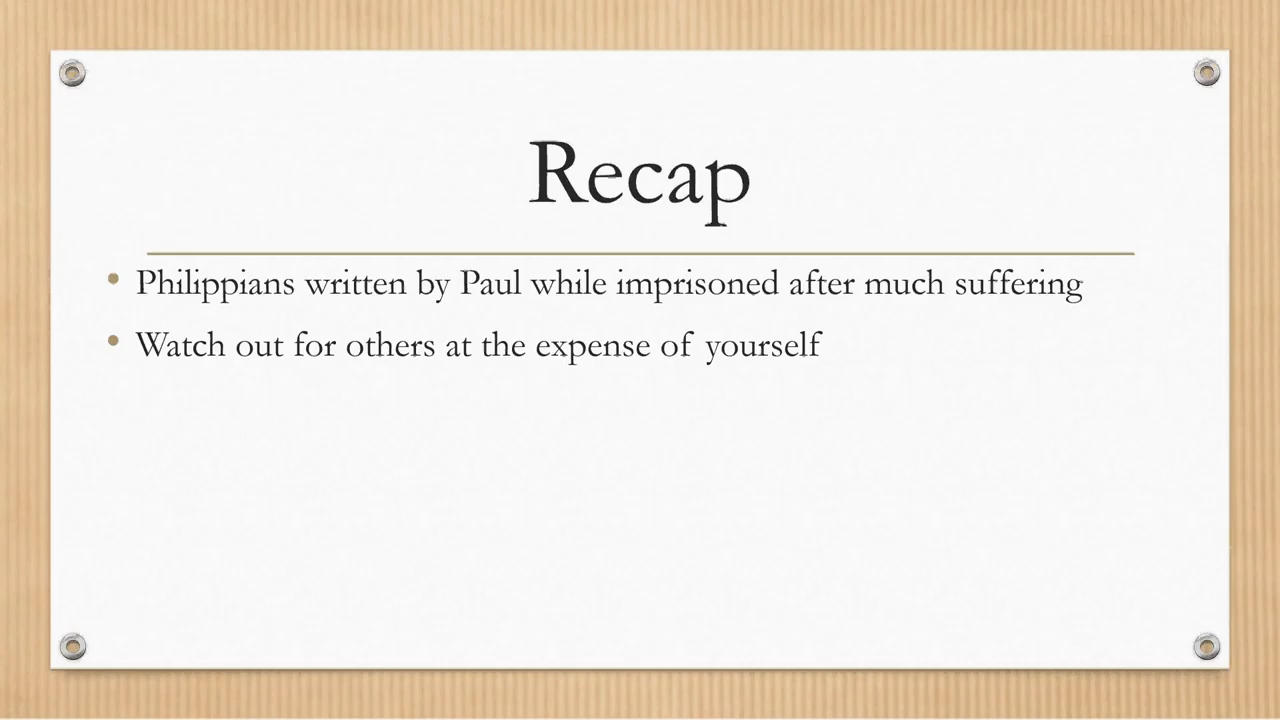 Recap
• Philippians written by Paul while imprisoned after much suffering
• Watch out for others at the expense of yourself